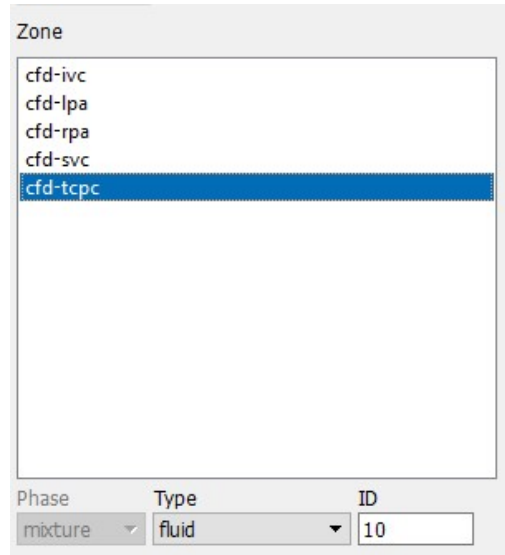 Zone
cfd-ivc
cfd-lpa
cfd-rpa
cfd-svc
cfd-tcpc
Phase Type ID
mixture fluid 10